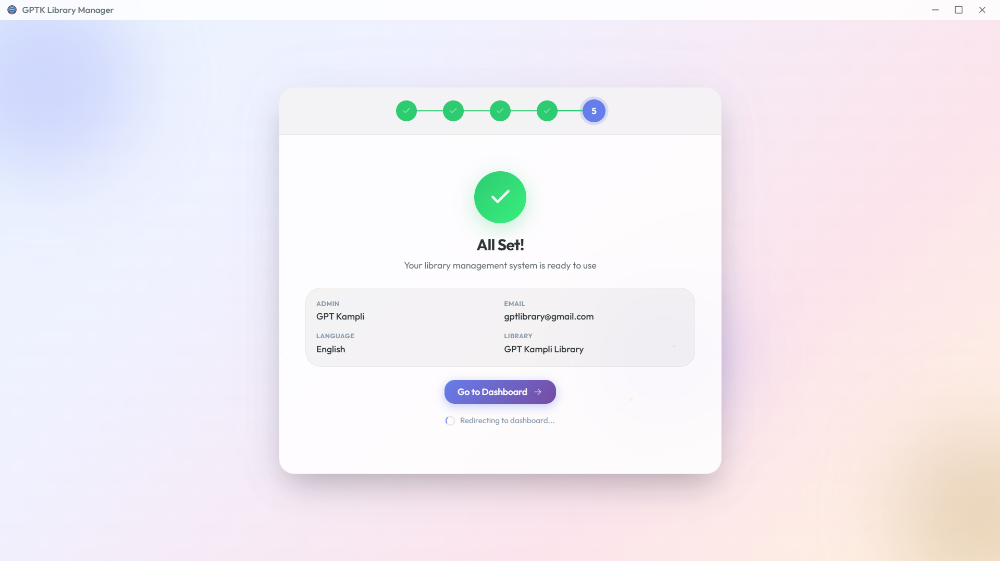 GPTK Library Manager
5
All Set!
Your library management system is ready to use
ADMIN
GPT Kampli
EMAIL
gptlibrary@gmail.com
LANGUAGE
English
LIBRARY
GPT Kampli Library
Go to Dashboard
Redirecting to dashboard...